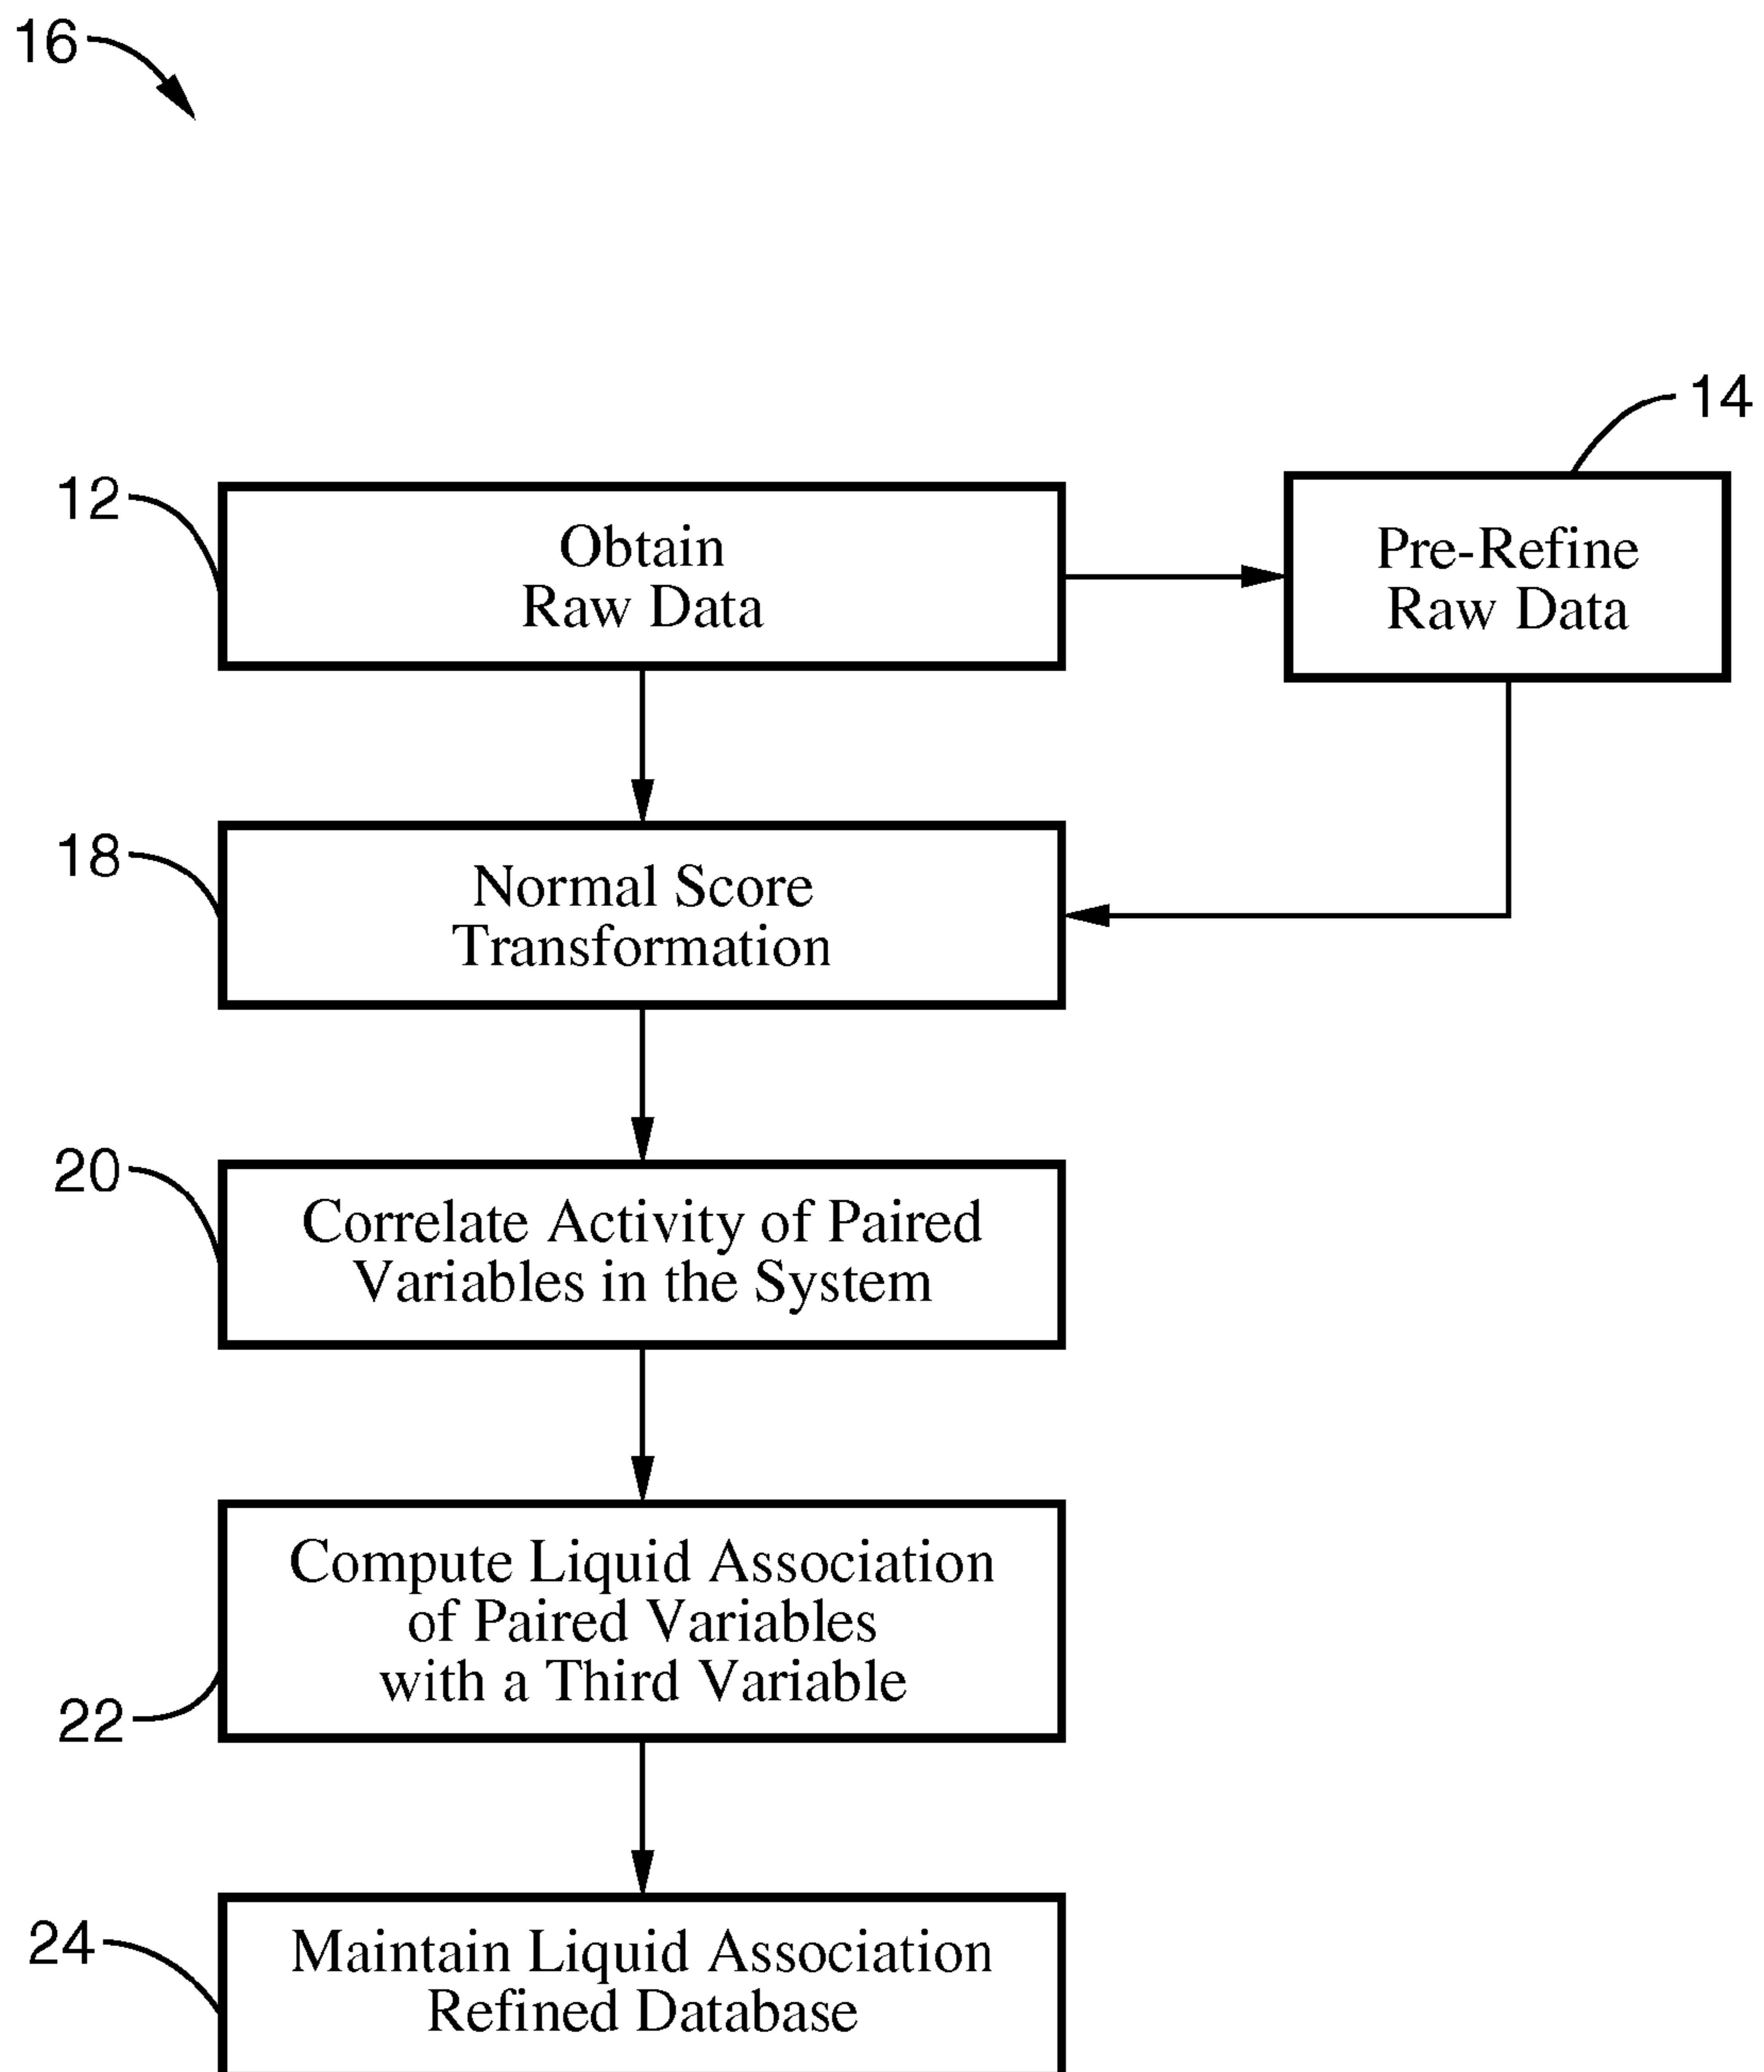 16
14
12
Obtain
Raw Data
Pre-Refine
Raw Data
18
Normal Score
Transformation
20
Correlate Activity of Paired
Variables in the System
Compute Liquid Association
of Paired Variables
with a Third Variable
22
24
Maintain Liquid Association
Refined Database